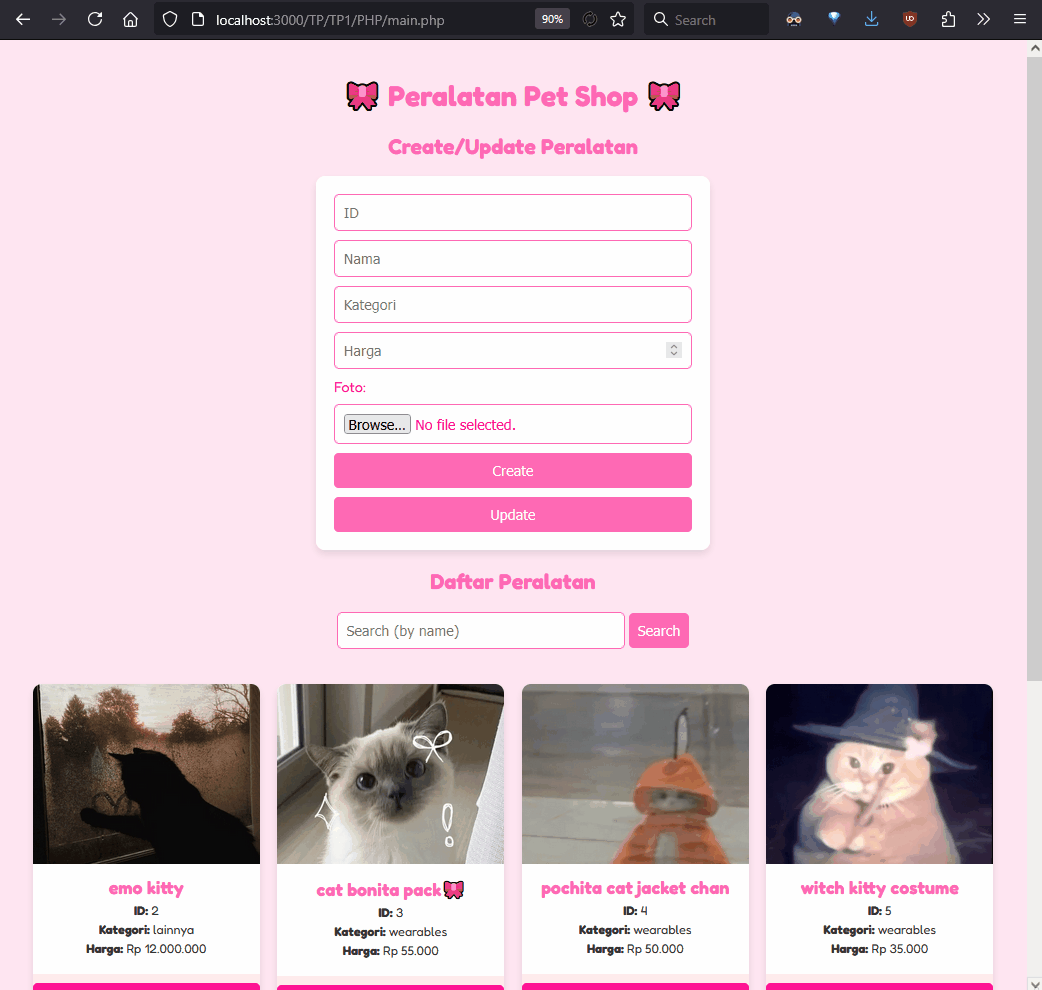 localhost:3000/TP/TP1/PHP/main.php
90%
Search
Peralatan Pet Shop
Create/Update Peralatan
ID
Nama
Kategori
Harga
Foto:
Browse... No file selected.
Create
Update
Daftar Peralatan
Search (by name)
Search
emo kitty
ID: 2
Kategori: lainnya
Harga: Rp 12.000.000
cat bonita pack🎀
ID: 3
Kategori: wearables
Harga: Rp 55.000
pochita cat jacket chan
ID: 4
Kategori: wearables
Harga: Rp 50.000
witch kitty costume
ID: 5
Kategori: wearables
Harga: Rp 35.000